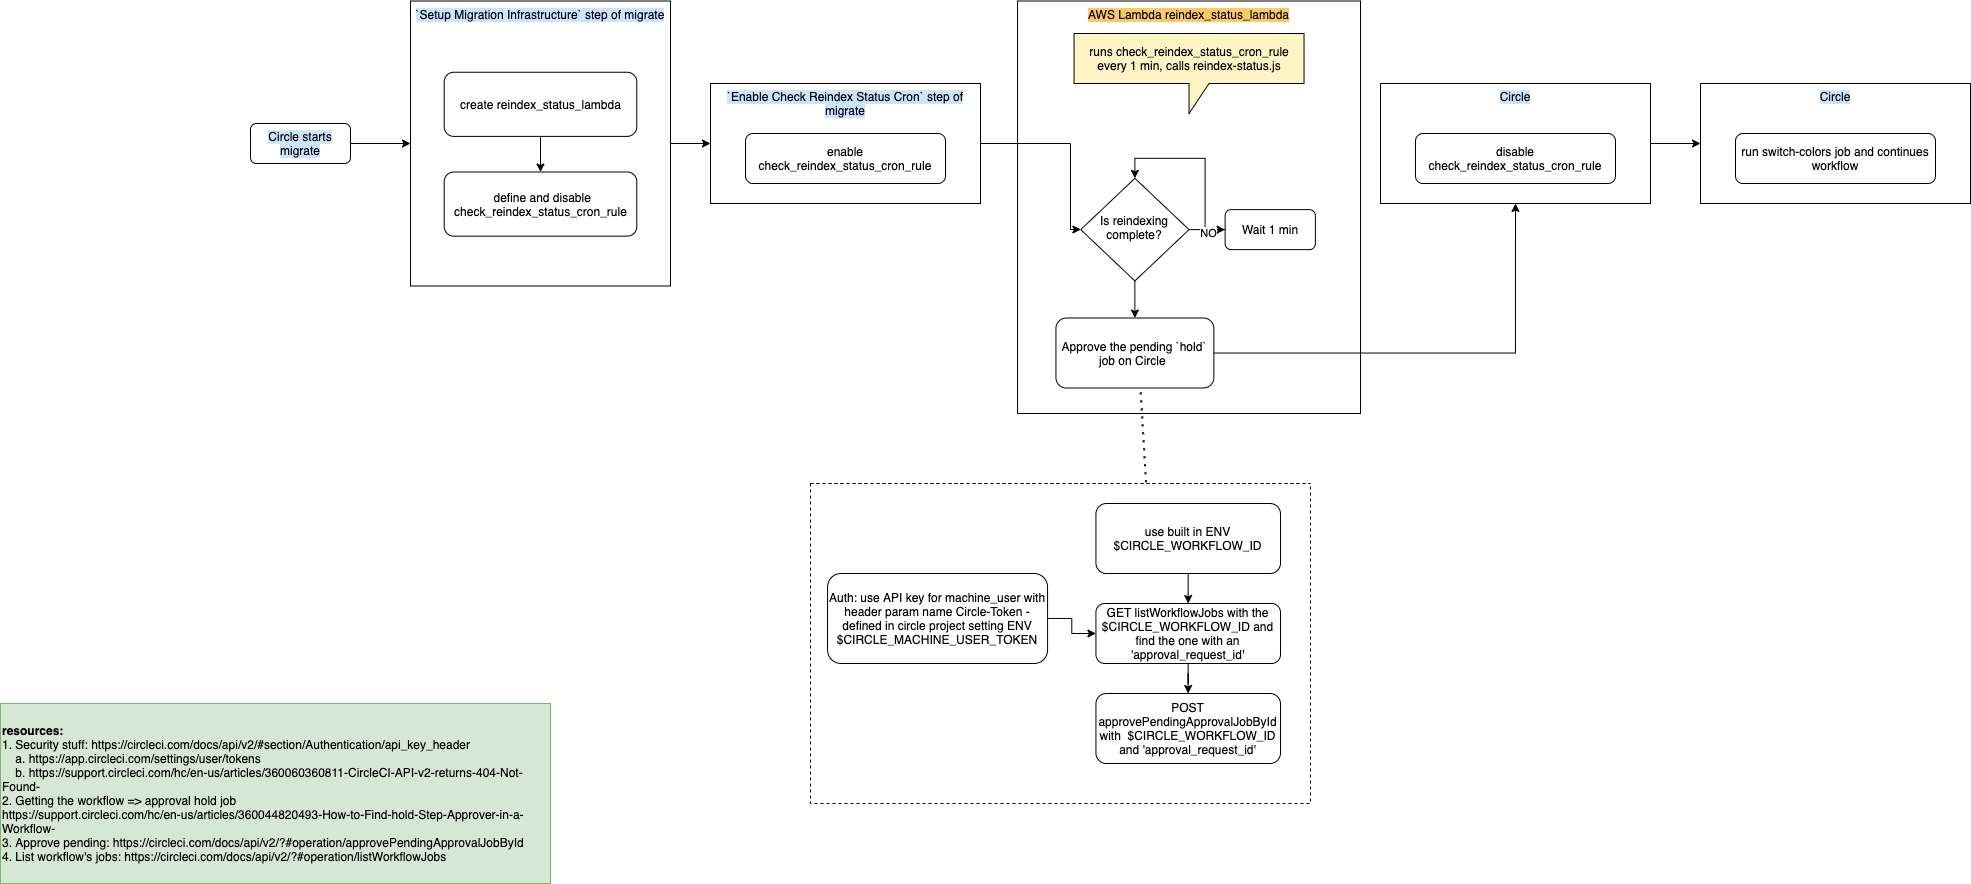 `Setup Migration Infrastructure` step of migrate
create reindex_status_lambda
define and disable
check_reindex_status_cron_rule
Circle starts
migrate
`Enable Check Reindex Status Cron` step of
migrate
enable
check_reindex_status_cron_rule
AWS Lambda reindex_status_lambda
runs check_reindex_status_cron_rule
every 1 min, calls reindex-status.js
Is reindexing
complete?
NO
Wait 1 min
Approve the pending `hold`
job on Circle
Circle
disable
check_reindex_status_cron_rule
Circle
run switch-colors job and continues
workflow
use built in ENV
$CIRCLE_WORKFLOW_ID
Auth: use API key for machine_user with
header param name Circle-Token -
defined in circle project setting ENV
$CIRCLE_MACHINE_USER_TOKEN
GET listWorkflowJobs with the
$CIRCLE_WORKFLOW_ID and
find the one with an
'approval_request_id'
POST
approvePendingApprovalJobById
with  $CIRCLE_WORKFLOW_ID
and 'approval_request_id'
resources:
1. Security stuff: https://circleci.com/docs/api/v2/#section/Authentication/api_key_header
a. https://app.circleci.com/settings/user/tokens
b. https://support.circleci.com/hc/en-us/articles/360060360811-CircleCI-API-v2-returns-404-Not-
Found-
2. Getting the workflow => approval hold job
https://support.circleci.com/hc/en-us/articles/360044820493-How-to-Find-hold-Step-Approver-in-a-
Workflow-
3. Approve pending: https://circleci.com/docs/api/v2/?#operation/approvePendingApprovalJobById
4. List workflow's jobs: https://circleci.com/docs/api/v2/?#operation/listWorkflowJobs